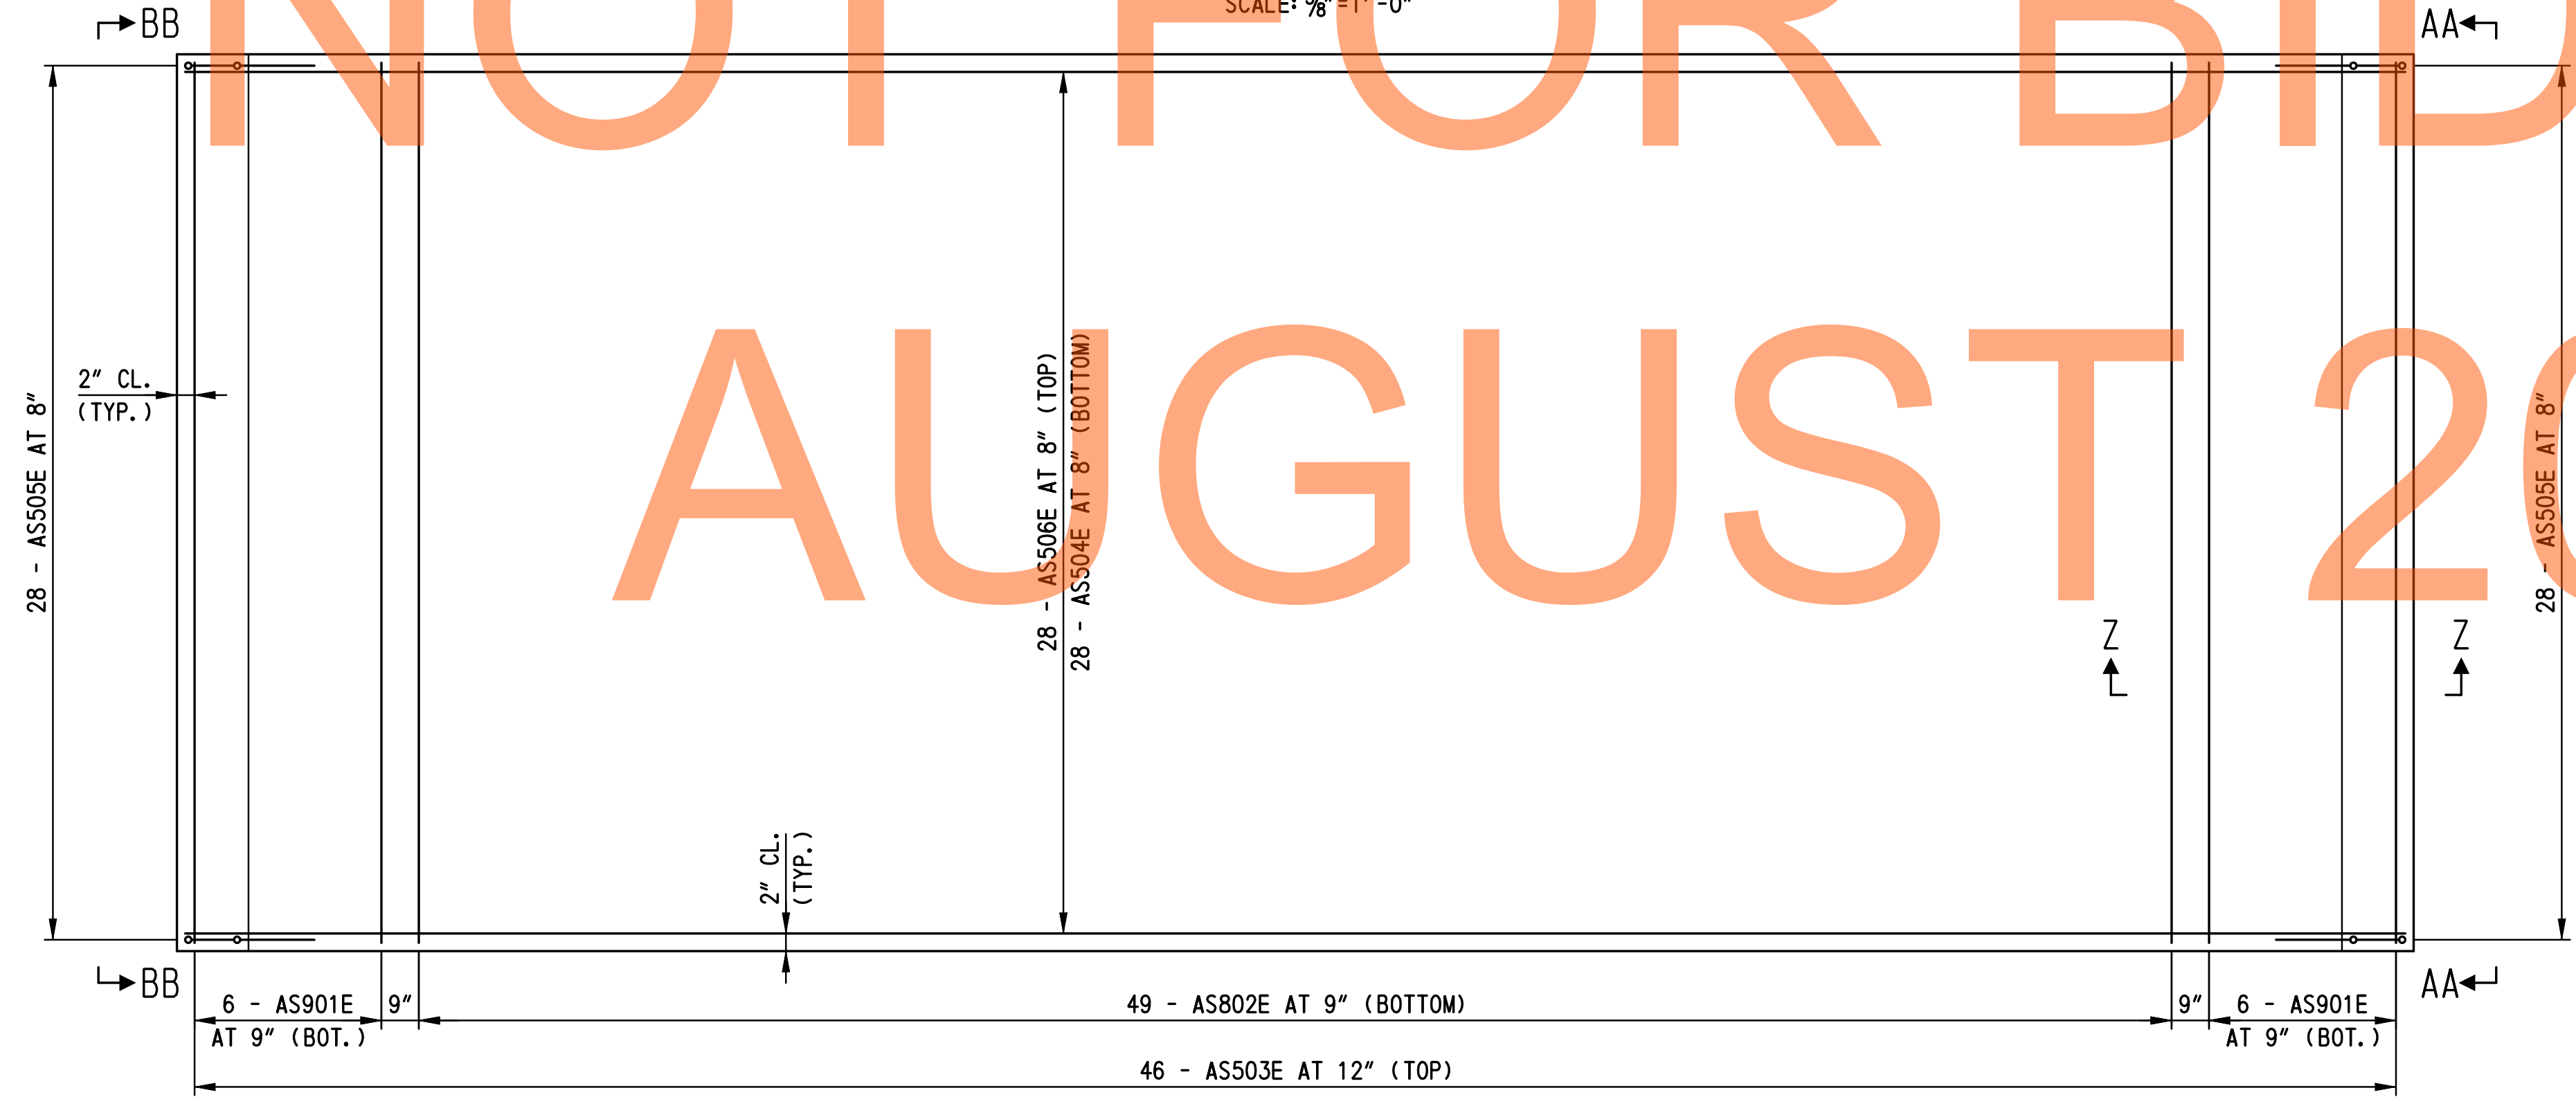 SCALE: ⅝"=1'-0"
BB
AA
NOT FOR BID
2" CL.
(TYP.)
28 - AS505E AT 8"
28 - AS506E AT 8" (TOP)
28 - AS504E AT 8" (BOTTOM)
28 - AS505E AT 8"
AUGUST 20
Z
Z
2" CL.
(TYP.)
BB
AA
6 - AS901E
AT 9" (BOT.)
9"
49 - AS802E AT 9" (BOTTOM)
9"
6 - AS901E
AT 9" (BOT.)
46 - AS503E AT 12" (TOP)